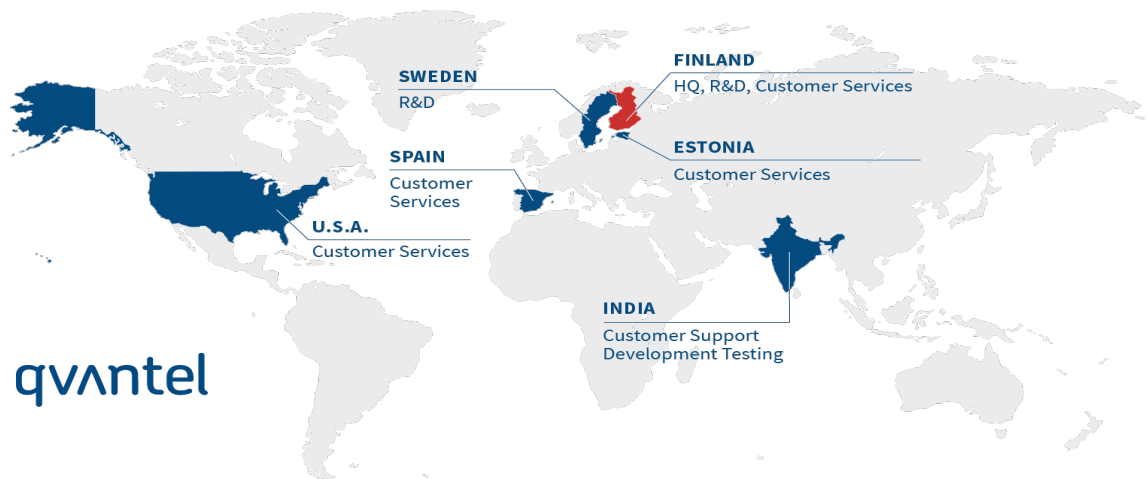 SWEDEN
R&D
FINLAND
HQ, R&D, Customer Services
ESTONIA
Customer Services
SPAIN
Customer
Services
U.S.A.
Customer Services
INDIA
Customer Support
Development Testing
qvantel